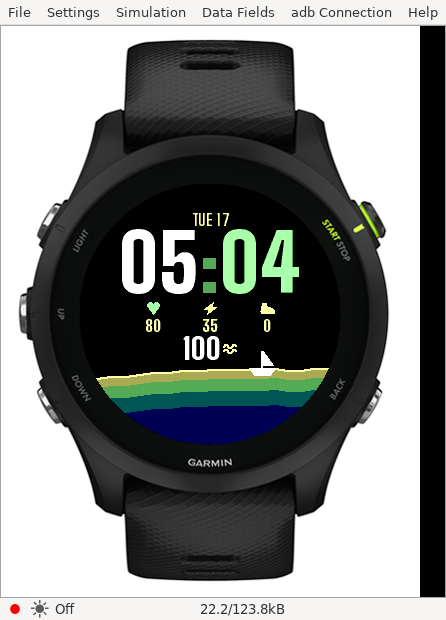 File Settings Simulation Data Fields adb Connection Help
TUE 17
START STOP
LIGHT
05:04
80 35 0
UP
100
DOWN
BACK
GARMIN
Off 22.2/123.8kB